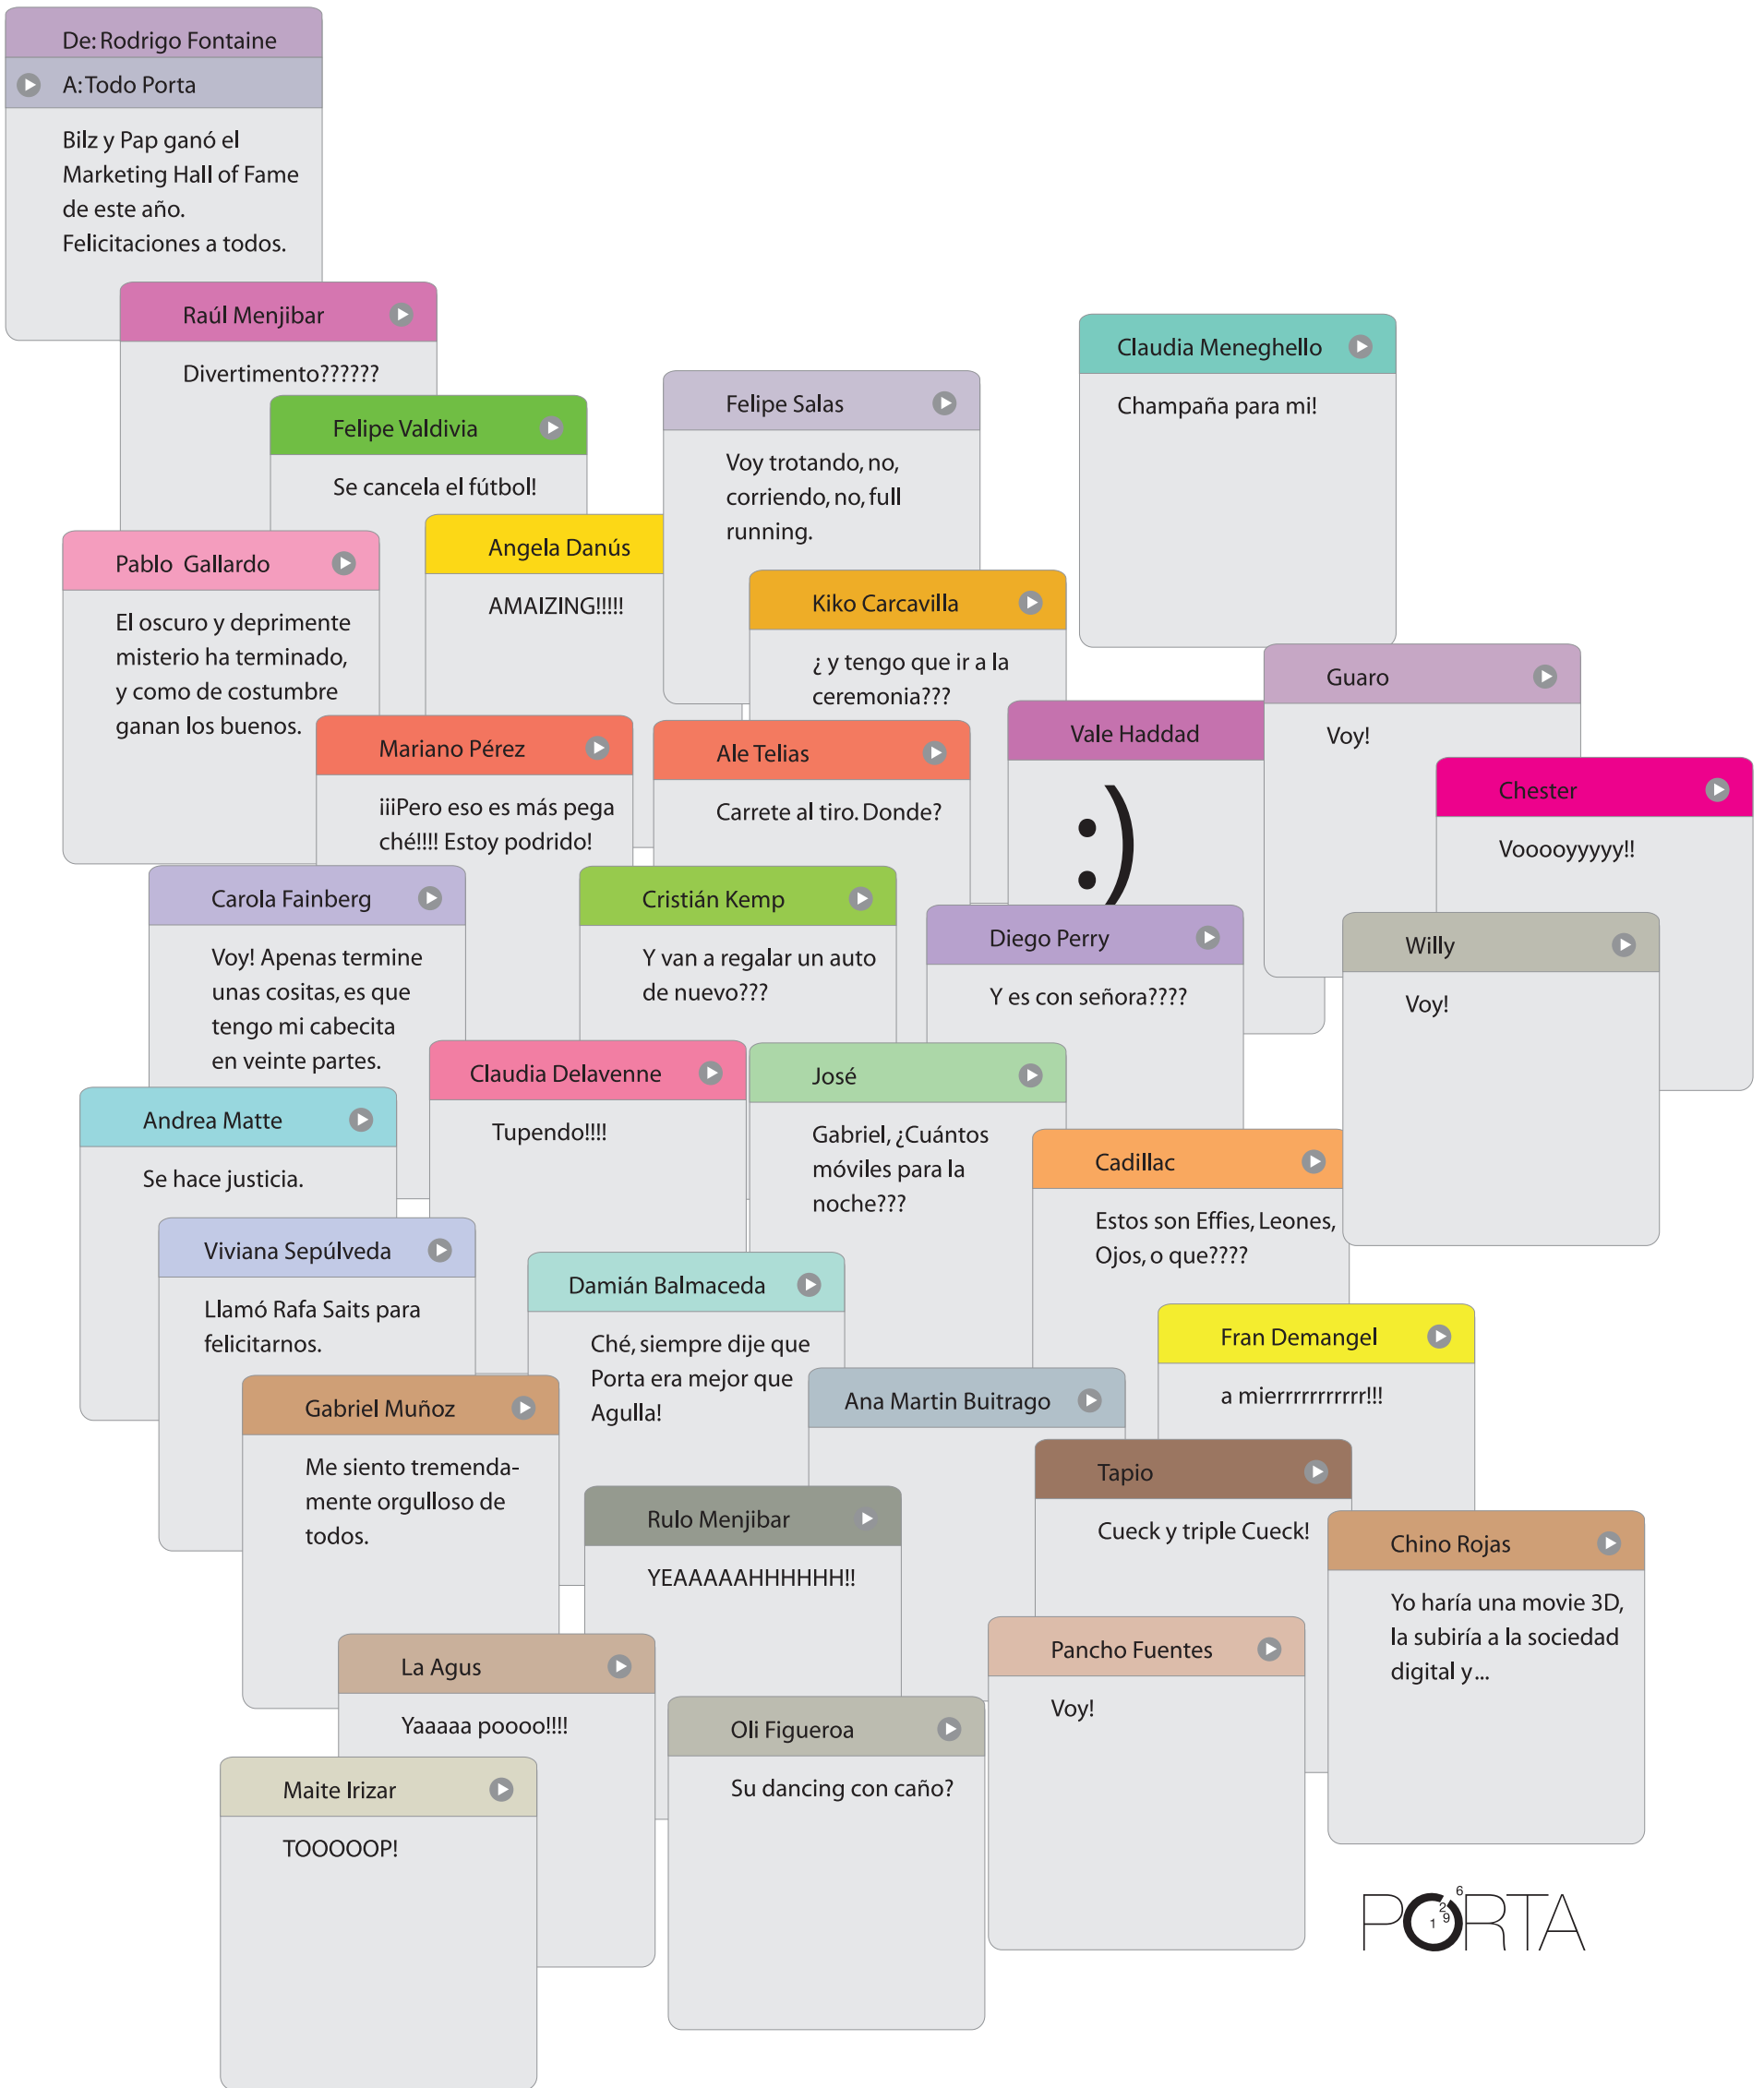 De: Rodrigo Fontaine
A: Todo Porta
Bilz y Pap ganó el
Marketing Hall of Fame
de este año.
Felicitaciones a todos.
Raúl Menjibar
Divertimento??????
Claudia Meneghello
Champaña para mi!
Felipe Salas
Voy trotando, no,
corriendo, no, full
running.
Felipe Valdivia
Se cancela el fútbol!
Angela Danús
AMAIZING!!!!!
Pablo Gallardo
El oscuro y deprimente
misterio ha terminado,
y como de costumbre
ganan los buenos.
Kiko Carcavilla
¿ y tengo que ir a la
ceremonia???
Guaro
Voy!
Vale Haddad
:)
Mariano Pérez
iiiPero eso es más pega
ché!!!! Estoy podrido!
Ale Telias
Carrete al tiro. Donde?
Chester
Vooooyyyyy!!
Carola Fainberg
Voy! Apenas termine
unas cositas, es que
tengo mi cabecita
en veinte partes.
Cristián Kemp
Y van a regalar un auto
de nuevo???
Diego Perry
Y es con señora????
Willy
Voy!
Claudia Delavenne
Tupendo!!!!
José
Gabriel, ¿Cuántos
móviles para la
noche???
Andrea Matte
Se hace justicia.
Cadillac
Estos son Effies, Leones,
Ojos, o que????
Viviana Sepúlveda
Llamó Rafa Saits para
felicitarnos.
Damián Balmaceda
Ché, siempre dije que
Porta era mejor que
Agulla!
Fran Demangel
a mierrrrrrrrrrr!!!
Gabriel Muñoz
Me siento tremenda-
mente orgulloso de
todos.
Ana Martin Buitrago
Tapio
Cueck y triple Cueck!
Rulo Menjibar
YEAAAAAHHHHHH!!
Chino Rojas
Yo haría una movie 3D,
la subiría a la sociedad
digital y...
La Agus
Yaaaaa poooo!!!!
Pancho Fuentes
Voy!
Oli Figueroa
Su dancing con caño?
Maite Irizar
TOOOOOP!
PORTA
1 9 2 6